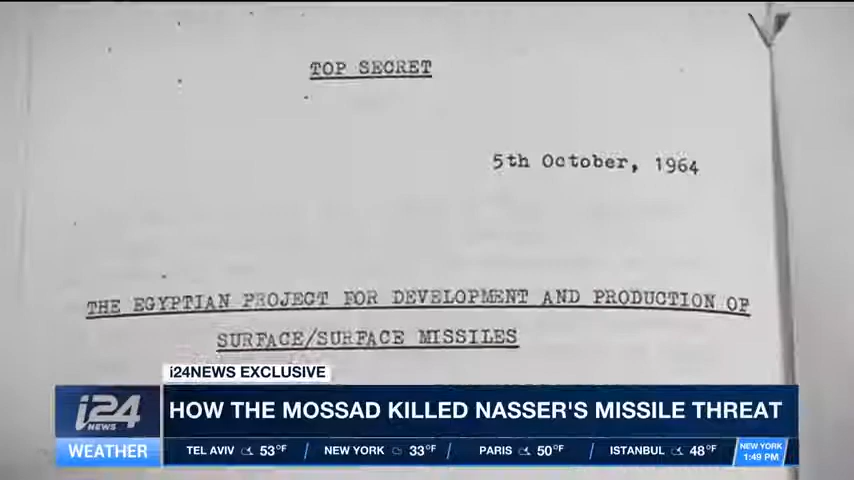 TOP SECRET
5th October, 1964
THE EGYPTIAN PROJECT FOR DEVELOPMENT AND PRODUCTION OF
SURFACE/SURFACE MISSILES
i24NEWS EXCLUSIVE
i24 NEWS
HOW THE MOSSAD KILLED NASSER'S MISSILE THREAT
WEATHER
TEL AVIV 53°F / NEW YORK 33°F / PARIS 50°F / ISTANBUL 48°F
NEW YORK
1:49 PM